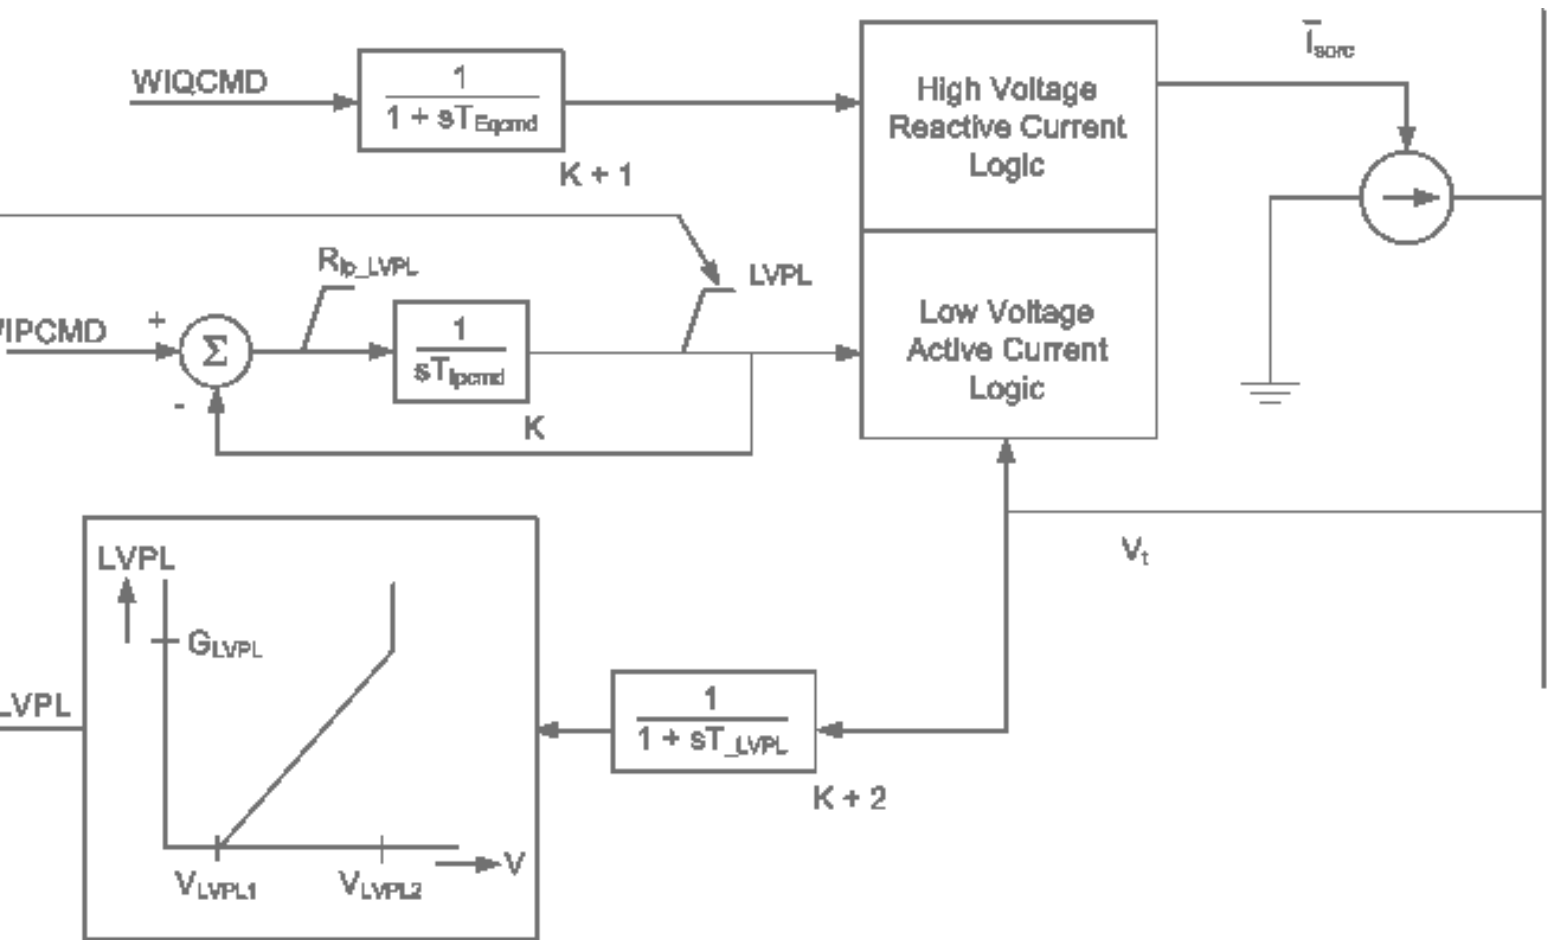 WIQCMD
1
1 + sT_Eqcmd
K + 1
High Voltage
Reactive Current
Logic
I_sorc
R_Ip_LVPL
LVPL
IPCMD
+
Σ
-
1
sT_Ipcmd
K
Low Voltage
Active Current
Logic
V_t
LVPL
G_LVPL
LVPL
V_LVPL1
V_LVPL2
V
1
1 + sT_LVPL
K + 2